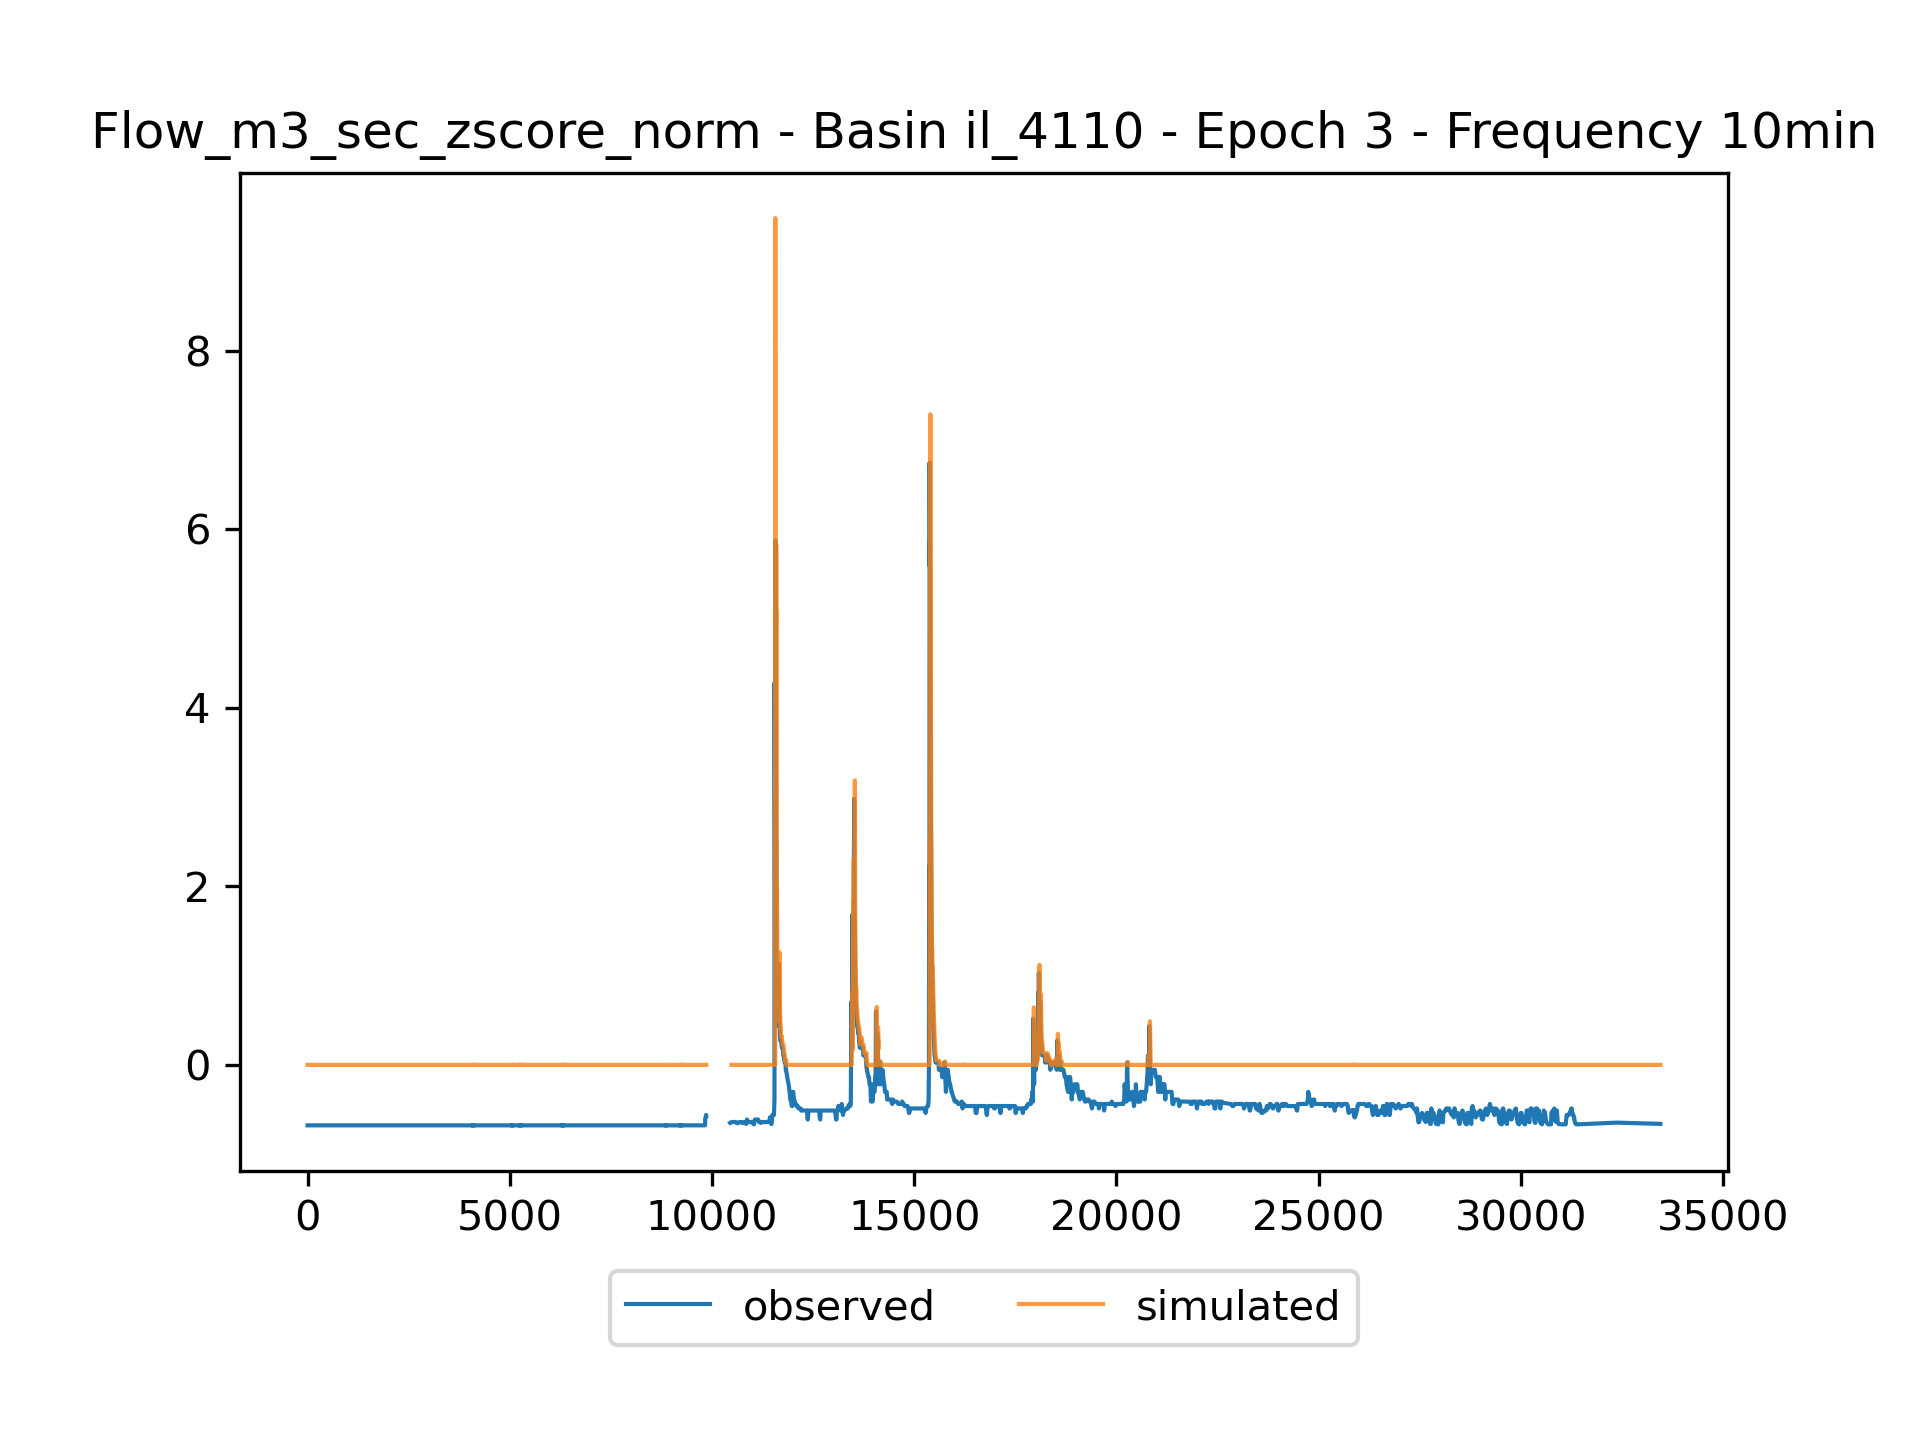 Flow_m3_sec_zscore_norm - Basin il_4110 - Epoch 3 - Frequency 10min
8
6
4
2
0
0 5000 10000 15000 20000 25000 30000 35000
observed simulated